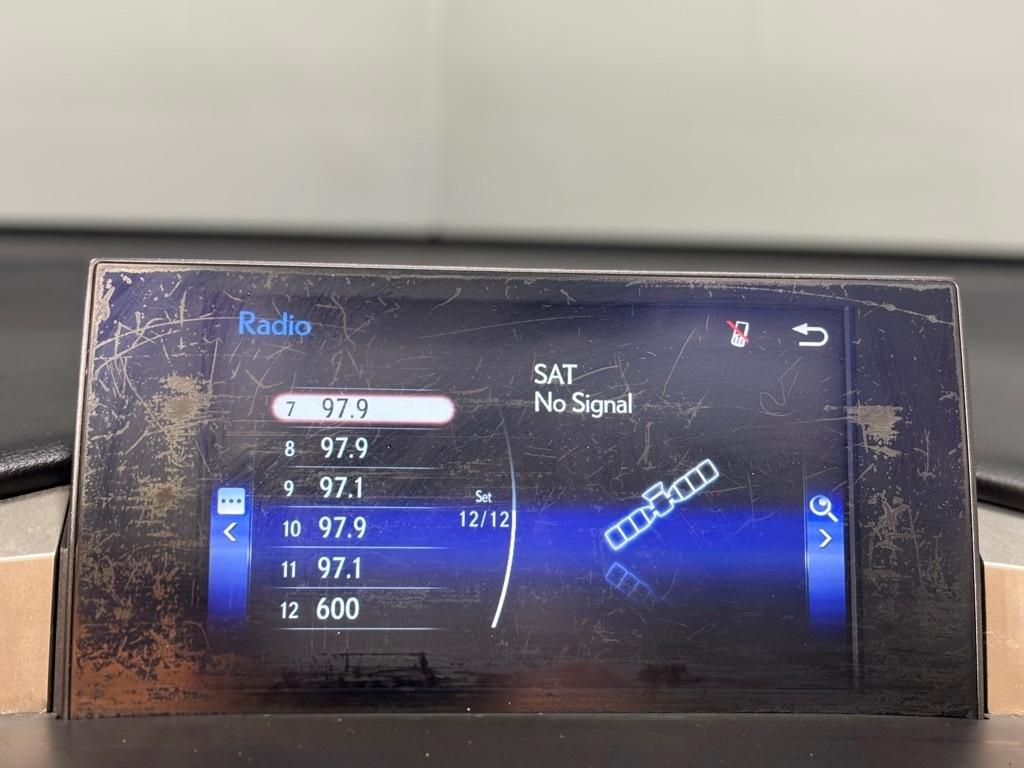 Radio
SAT
No Signal
7 97.9
8 97.9
9 97.1
10 97.9
11 97.1
12 600
Set
12/12